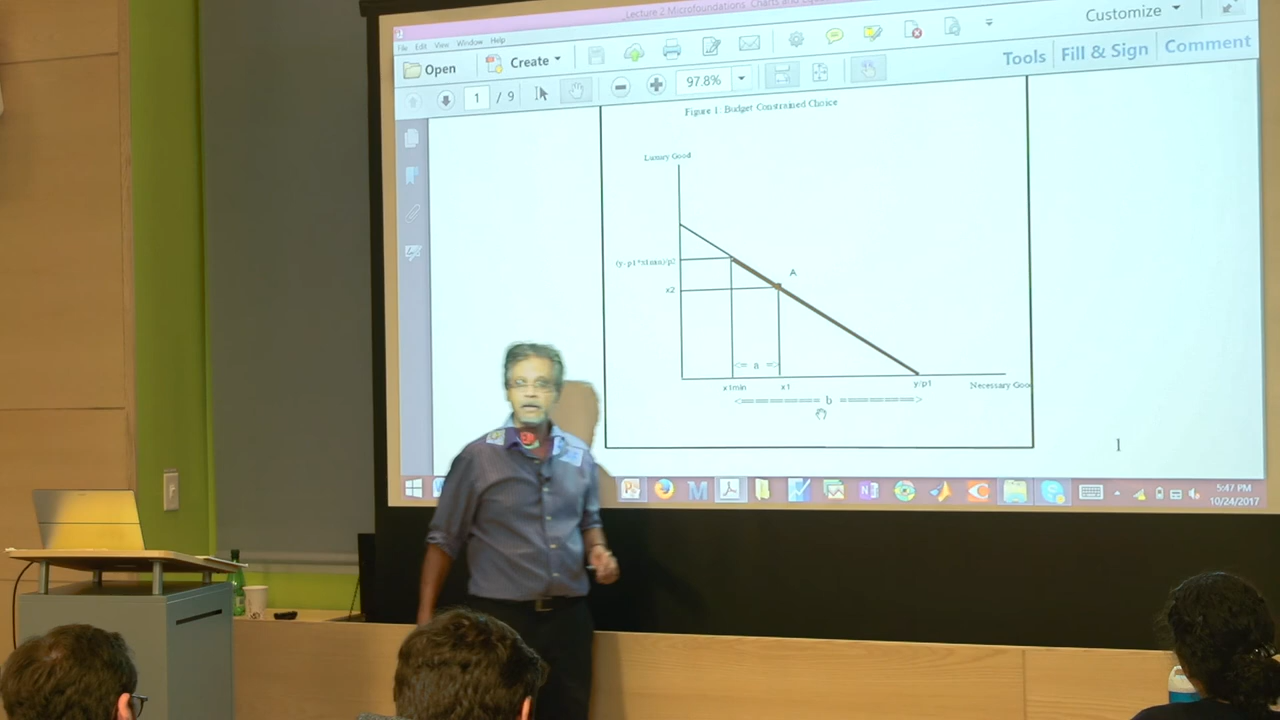 Lecture 2 Microfoundations Charts and
File Edit View Window Help
Customize
Open
Create
Tools
Fill & Sign
Comment
1 / 9
97.8%
Figure 1: Budget Constrained Choice
Luxury Good
(y-p1*x1min)/p2
A
x2
<= a =>
x1min
x1
y/p1
Necessary Goo
<========= b =========>
1
5:47 PM
10/24/2017